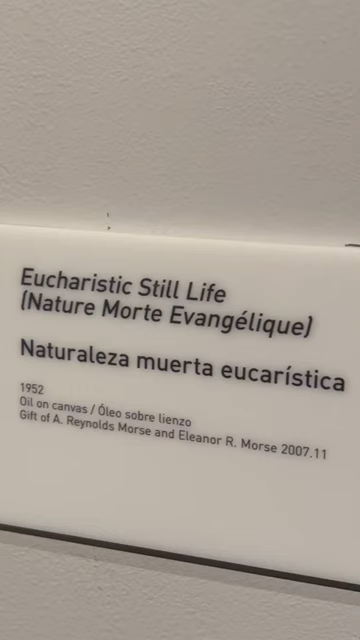 Eucharistic Still Life
(Nature Morte Evangélique)
Naturaleza muerta eucarística
1952
Oil on canvas / Óleo sobre lienzo
Gift of A. Reynolds Morse and Eleanor R. Morse 2007.11